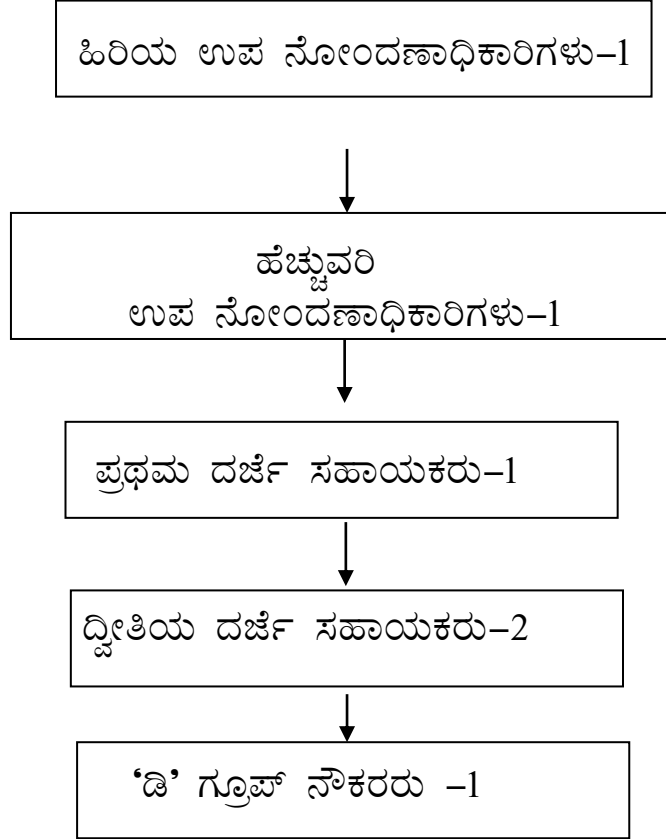 ಹಿರಿಯ ಉಪ ನೋಂದಣಾಧಿಕಾರಿಗಳು–1
ಹೆಚ್ಚುವರಿ
ಉಪ ನೋಂದಣಾಧಿಕಾರಿಗಳು–1
ಪ್ರಥಮ ದರ್ಜೆ ಸಹಾಯಕರು–1
ದ್ವೀತಿಯ ದರ್ಜೆ ಸಹಾಯಕರು–2
‘ಡಿ’ ಗ್ರೂಪ್ ನೌಕರರು –1